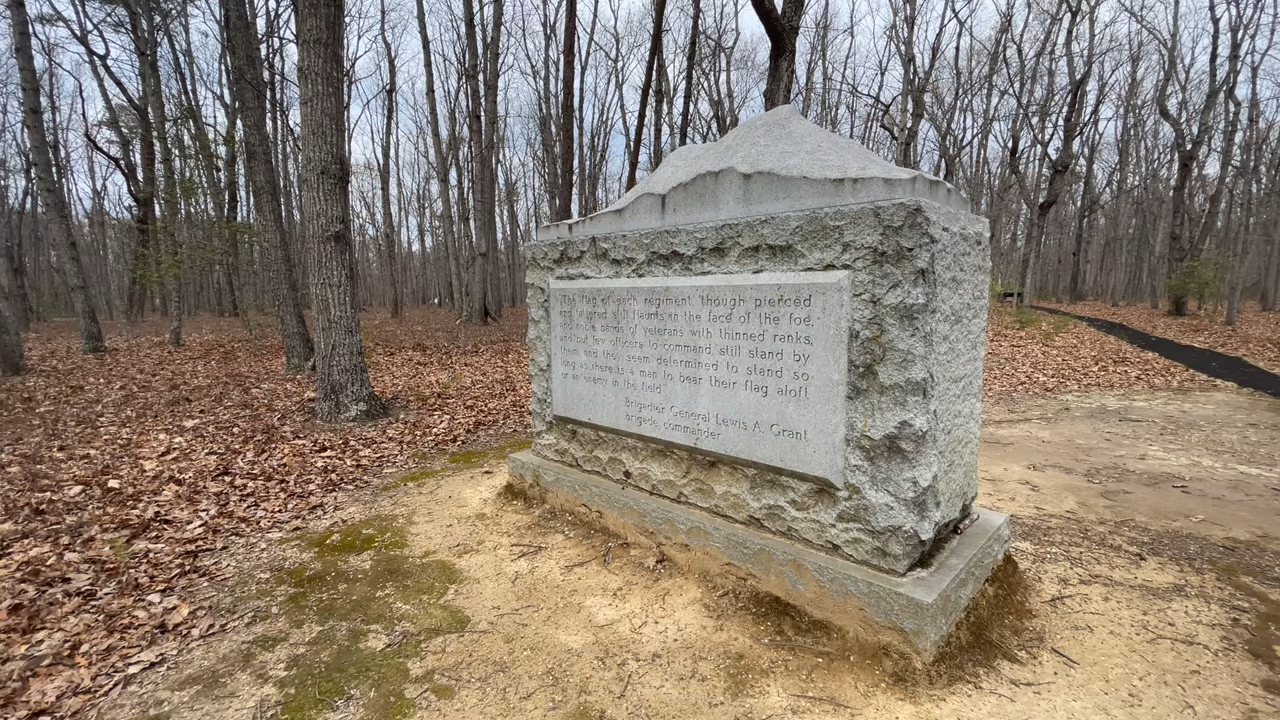 "The flag of each regiment, though pierced
and tattered still flaunts in the face of the foe,
and noble bands of veterans with thinned ranks,
and but few officers to command, still stand by
them; and they seem determined to stand so
long as there is a man to bear their flag aloft
or an enemy in the field."
Brigadier General Lewis A. Grant
brigade commander